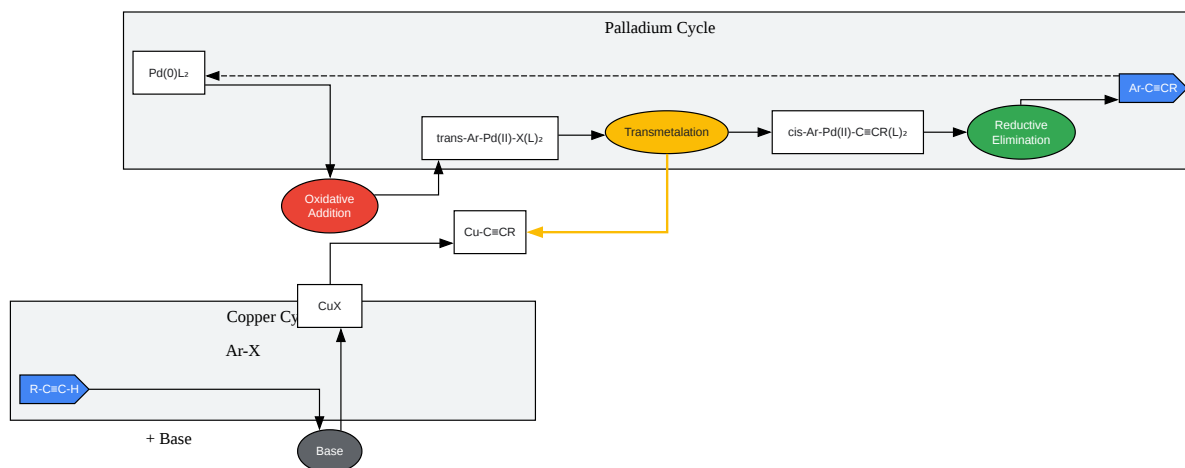 Palladium Cycle
Pd(0)L₂
Ar-C≡CR
trans-Ar-Pd(II)-X(L)₂
Transmetalation
cis-Ar-Pd(II)-C≡CR(L)₂
Reductive
Elimination
Oxidative
Addition
Cu-C≡CR
CuX
Copper Cy
Ar-X
R-C≡C-H
+ Base
Base